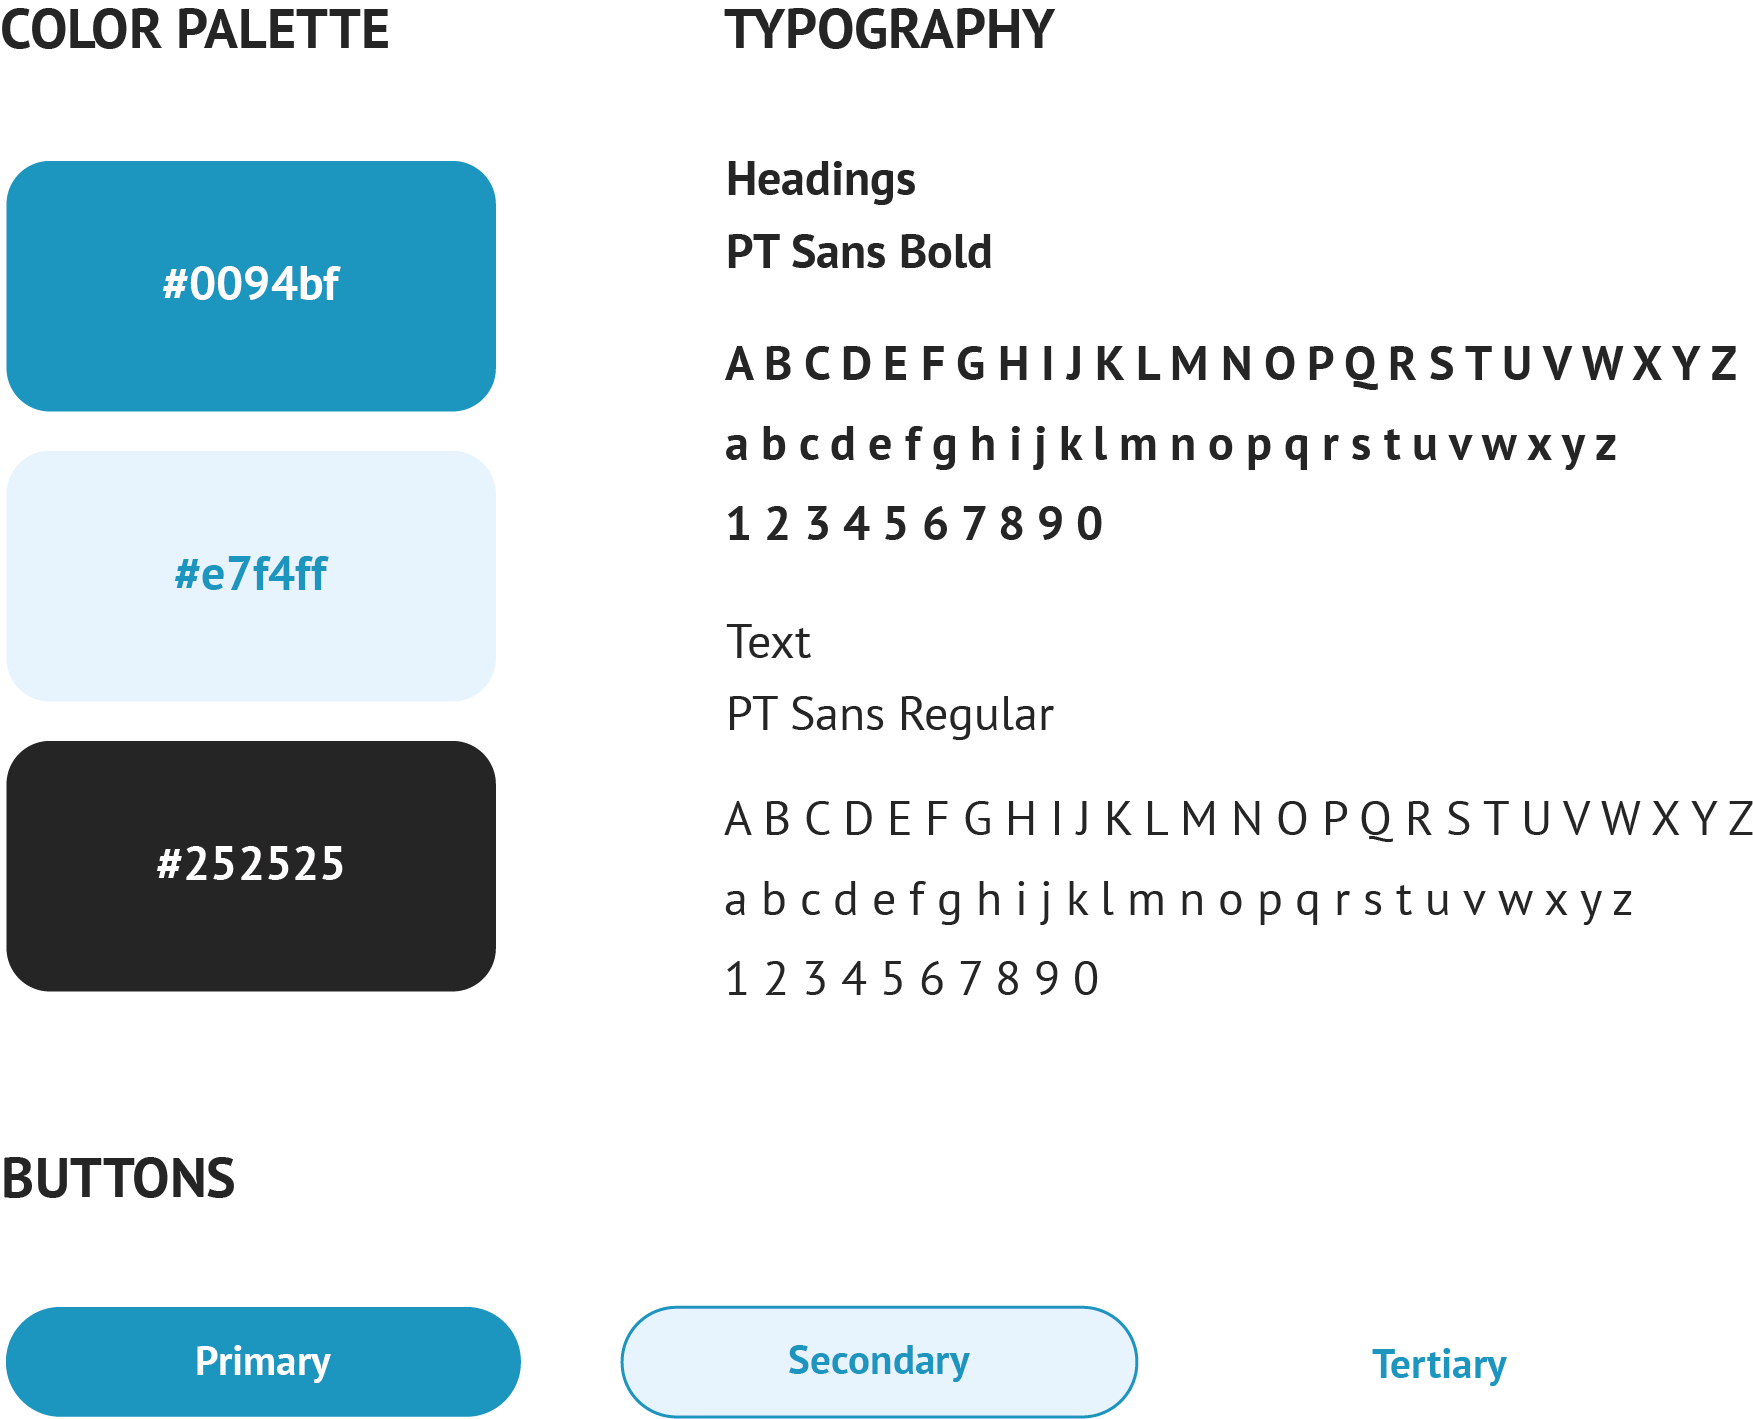 COLOR PALETTE
#0094bf
#e7f4ff
#252525
TYPOGRAPHY
Headings
PT Sans Bold
A B C D E F G H I J K L M N O P Q R S T U V W X Y Z
a b c d e f g h i j k l m n o p q r s t u v w x y z
1 2 3 4 5 6 7 8 9 0
Text
PT Sans Regular
A B C D E F G H I J K L M N O P Q R S T U V W X Y Z
a b c d e f g h i j k l m n o p q r s t u v w x y z
1 2 3 4 5 6 7 8 9 0
BUTTONS
Primary
Secondary
Tertiary